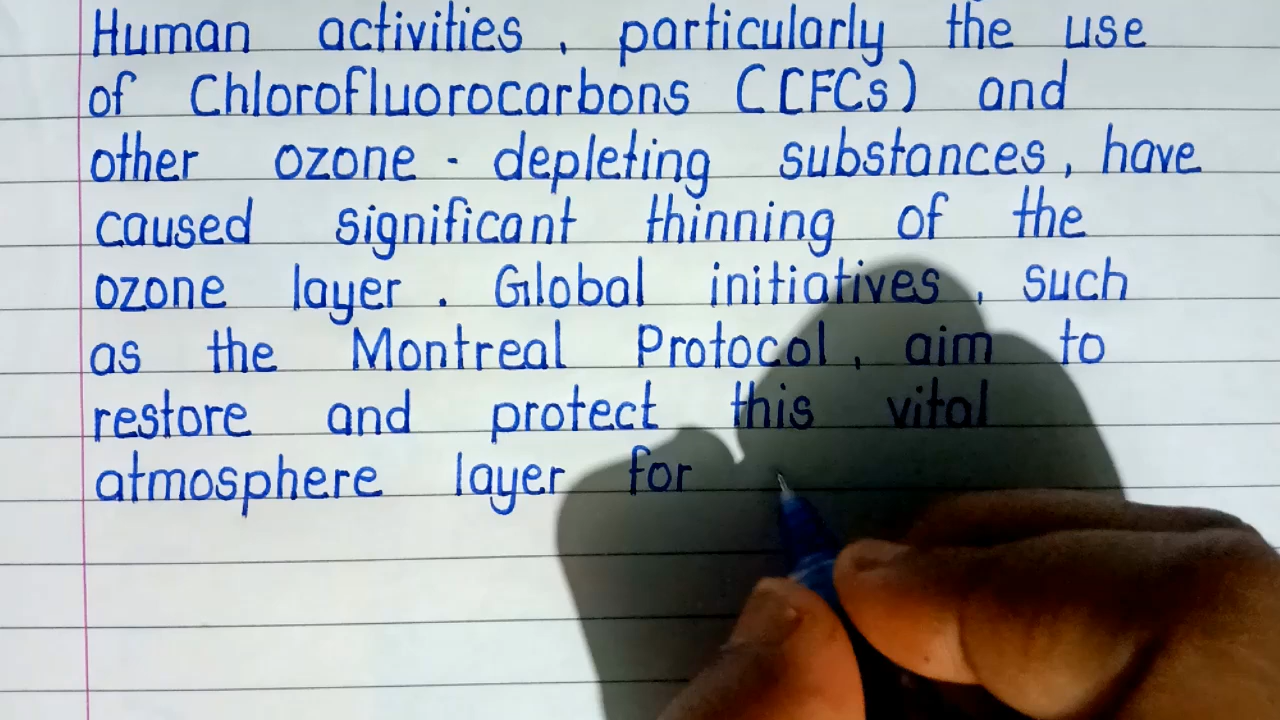 Human activities, particularly the use
of Chlorofluorocarbons (CFCs) and
other ozone - depleting substances, have
caused significant thinning of the
ozone layer. Global initiatives, such
as the Montreal Protocol, aim to
restore and protect this vital
atmosphere layer for